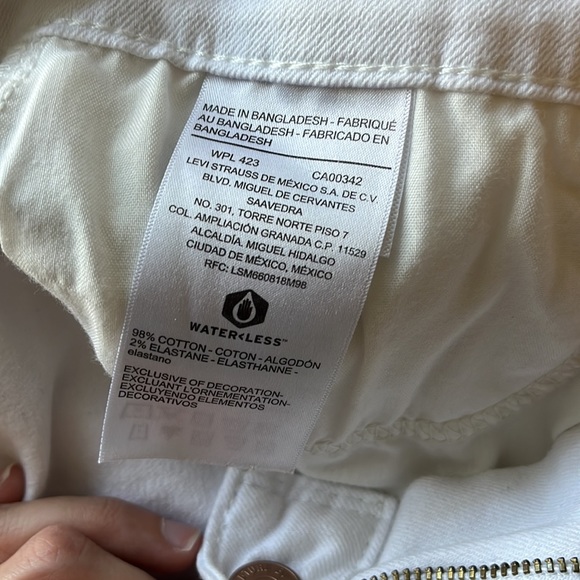 MADE IN BANGLADESH - FABRIQUÉ
AU BANGLADESH - FABRICADO EN
BANGLADESH
WPL 423 CA00342
LEVI STRAUSS DE MÉXICO S.A. DE C.V.
BLVD. MIGUEL DE CERVANTES
SAAVEDRA
NO. 301, TORRE NORTE PISO 7
COL. AMPLIACIÓN GRANADA C.P. 11529
ALCALDÍA. MIGUEL HIDALGO
CIUDAD DE MÉXICO, MÉXICO
RFC: LSM660818M98
WATER<LESS™
98% COTTON - COTON - ALGODÓN
2% ELASTANE - ELASTHANNE -
elastano
EXCLUSIVE OF DECORATION-
EXCLUANT L'ORNEMENTATION-
EXCLUYENDO ELEMENTOS
DECORATIVOS